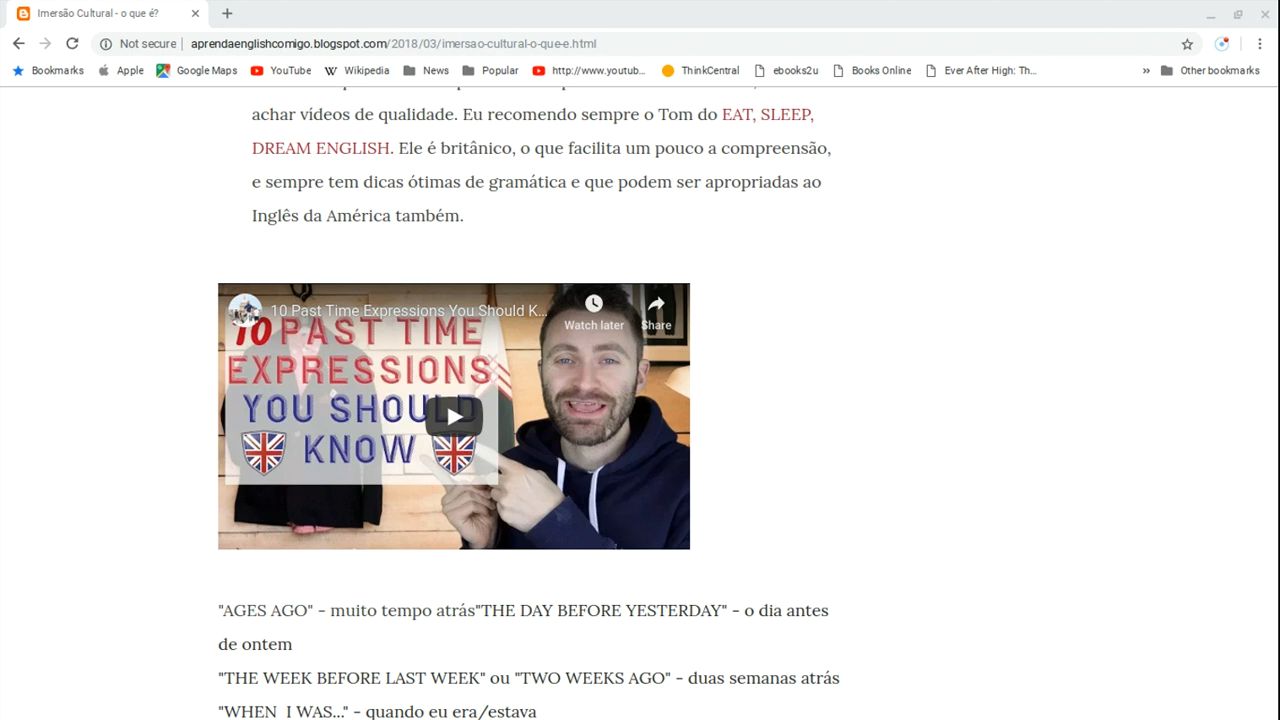 Imersão Cultural - o que é?
Not secure | aprendaenglishcomigo.blogspot.com/2018/03/imersao-cultural-o-que-e.html
Bookmarks Apple Google Maps YouTube Wikipedia News Popular http://www.youtub... ThinkCentral ebooks2u Books Online Ever After High: Th... » Other bookmarks
achar vídeos de qualidade. Eu recomendo sempre o Tom do EAT, SLEEP,
DREAM ENGLISH. Ele é britânico, o que facilita um pouco a compreensão,
e sempre tem dicas ótimas de gramática e que podem ser apropriadas ao
Inglês da América também.
10 Past Time Expressions You Should K...
Watch later Share
10 PAST TIME
EXPRESSIONS
YOU SHOULD
KNOW
"AGES AGO" - muito tempo atrás"THE DAY BEFORE YESTERDAY" - o dia antes
de ontem
"THE WEEK BEFORE LAST WEEK" ou "TWO WEEKS AGO" - duas semanas atrás
"WHEN  I WAS..." - quando eu era/estava